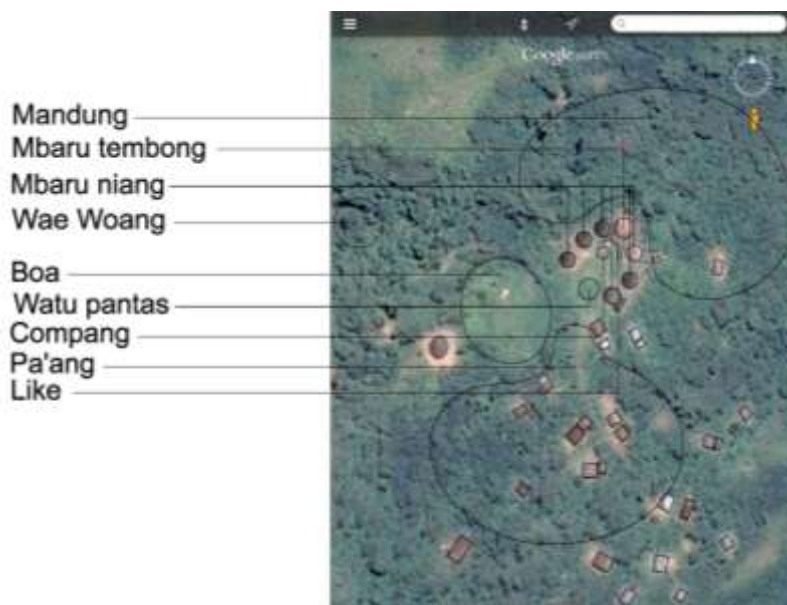 Google earth
Mandung
Mbaru tembong
Mbaru niang
Wae Woang
Boa
Watu pantas
Compang
Pa'ang
Like